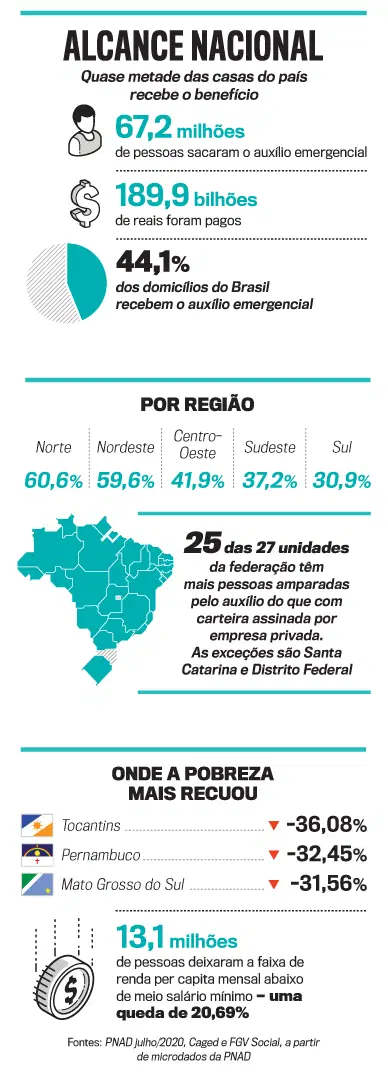 ALCANCE NACIONAL
Quase metade das casas do país
recebe o benefício
67,2 milhões
de pessoas sacaram o auxílio emergencial
189,9 bilhões
de reais foram pagos
44,1%
dos domicílios do Brasil
recebem o auxílio emergencial
POR REGIÃO
Norte
60,6%
Nordeste
59,6%
Centro-
Oeste
41,9%
Sudeste
37,2%
Sul
30,9%
25 das 27 unidades
da federação têm
mais pessoas amparadas
pelo auxílio do que com
carteira assinada por
empresa privada.
As exceções são Santa
Catarina e Distrito Federal
ONDE A POBREZA
MAIS RECUOU
Tocantins -36,08%
Pernambuco -32,45%
Mato Grosso do Sul -31,56%
13,1 milhões
de pessoas deixaram a faixa de
renda per capita mensal abaixo
de meio salário mínimo – uma
queda de 20,69%
Fontes: PNAD julho/2020, Caged e FGV Social, a partir
de microdados da PNAD